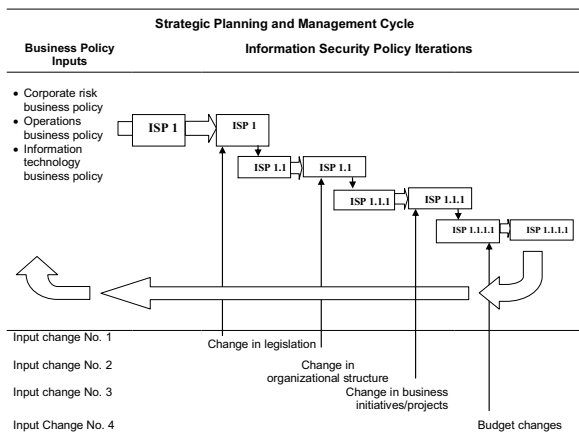 Strategic Planning and Management Cycle
Business Policy
Inputs
Information Security Policy Iterations
• Corporate risk
business policy
• Operations
business policy
• Information
technology
business policy
ISP 1
ISP 1
ISP 1.1
ISP 1.1
ISP 1.1.1
ISP 1.1.1
ISP 1.1.1.1
ISP 1.1.1.1
Input change No. 1
Change in legislation
Input change No. 2
Change in
organizational structure
Input change No. 3
Change in business
initiatives/projects
Input Change No. 4
Budget changes